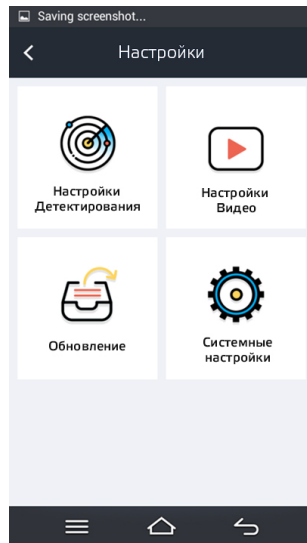 Saving screenshot...
Настройки
Настройки
Детектирования
Настройки
Видео
Обновление
Системные
настройки